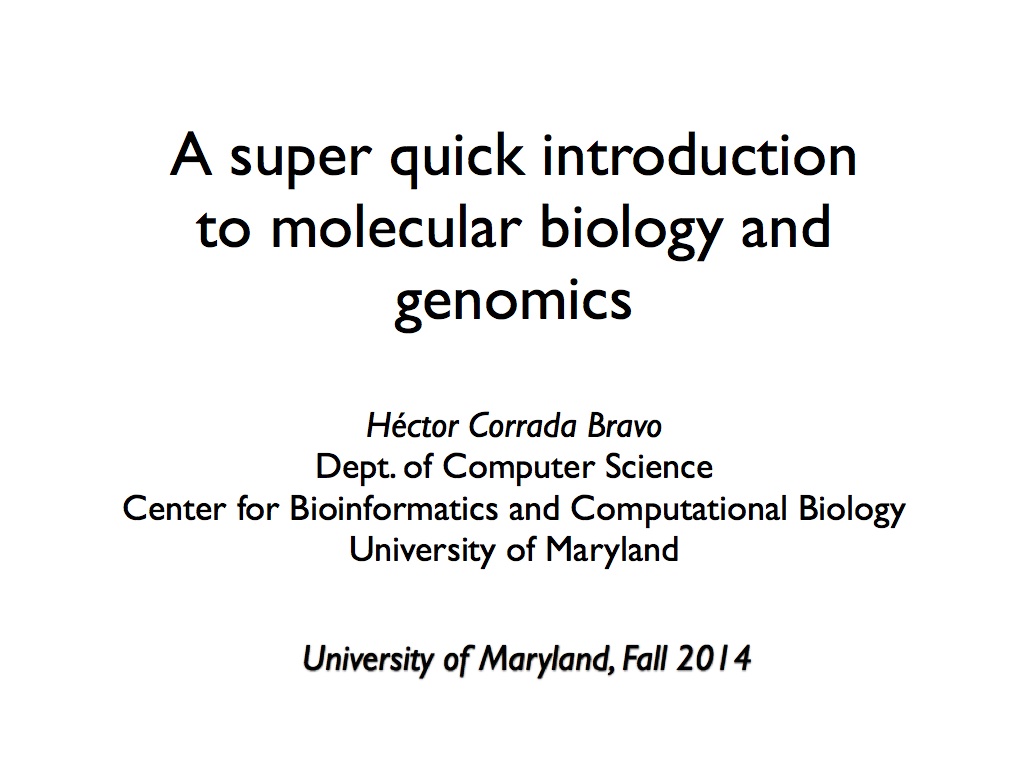 A super quick introduction
to molecular biology and
genomics
Héctor Corrada Bravo
Dept. of Computer Science
Center for Bioinformatics and Computational Biology
University of Maryland
University of Maryland, Fall 2014